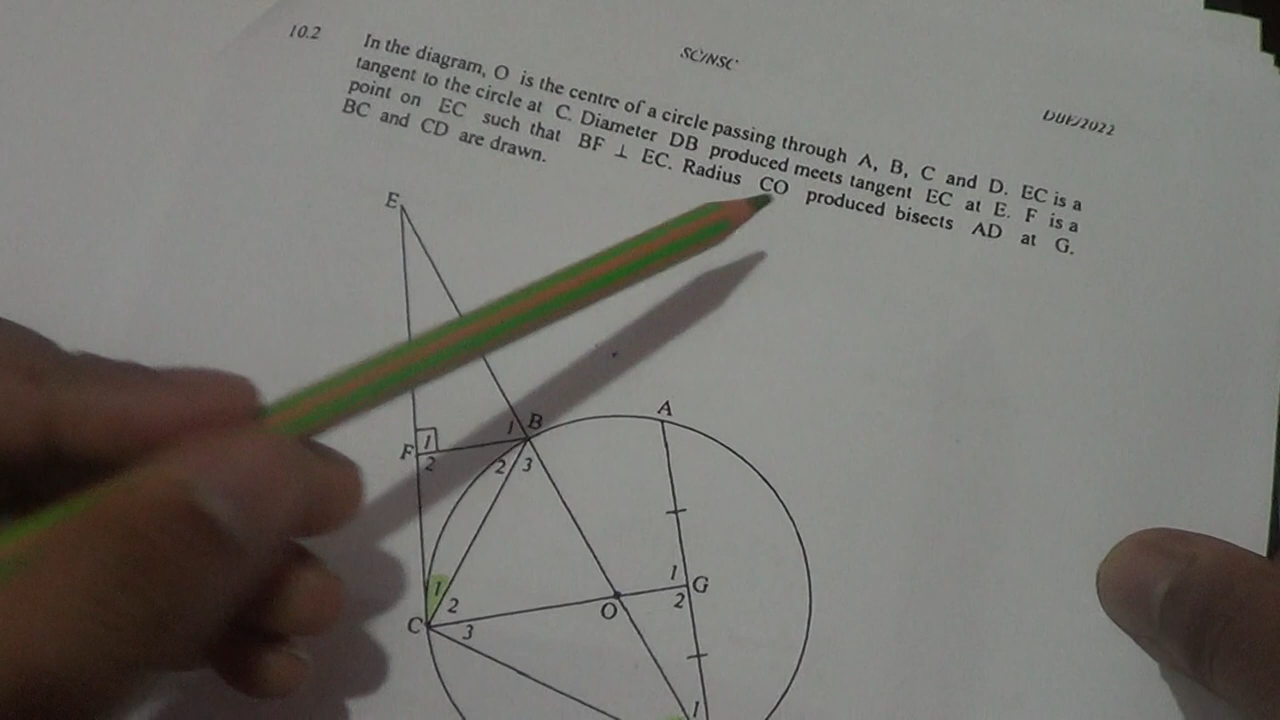 SC/NSC
DBE/2022
10.2
In the diagram, O is the centre of a circle passing through A, B, C and D. EC is a
tangent to the circle at C. Diameter DB produced meets tangent EC at E. F is a
point on EC such that BF ⊥ EC. Radius CO produced bisects AD at G.
BC and CD are drawn.
E
A
1 B
F 1
2
2 3
1
G
2
O
1
2
C
3
1